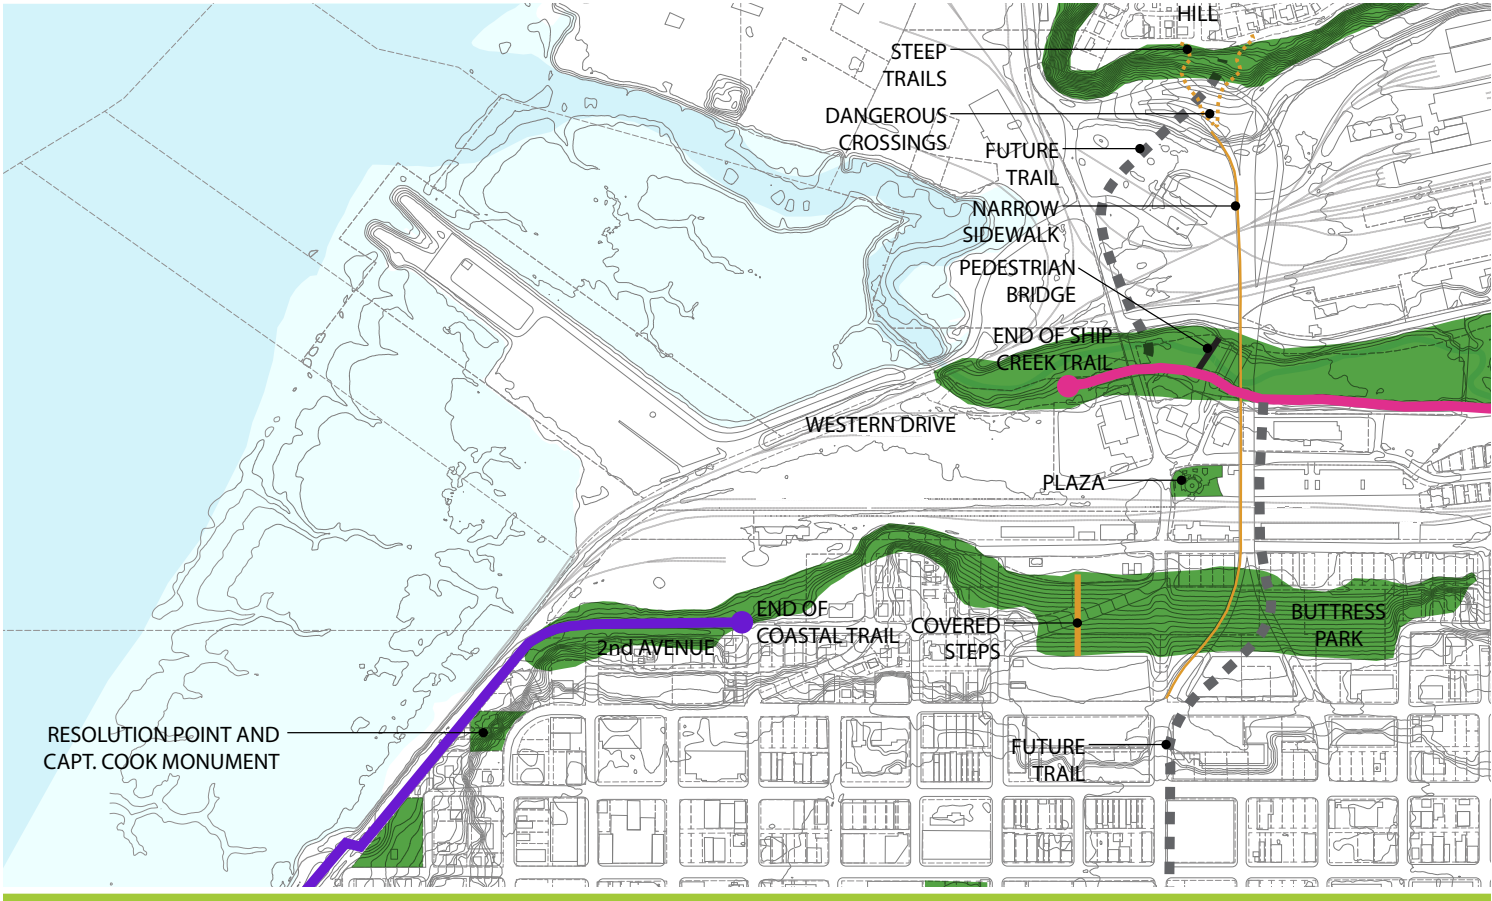 HILL
STEEP
TRAILS
DANGEROUS
CROSSINGS
FUTURE
TRAIL
NARROW
SIDEWALK
PEDESTRIAN
BRIDGE
END OF SHIP
CREEK TRAIL
WESTERN DRIVE
PLAZA
END OF
COASTAL TRAIL
2nd AVENUE
COVERED
STEPS
BUTTRESS
PARK
RESOLUTION POINT AND
CAPT. COOK MONUMENT
FUTURE
TRAIL